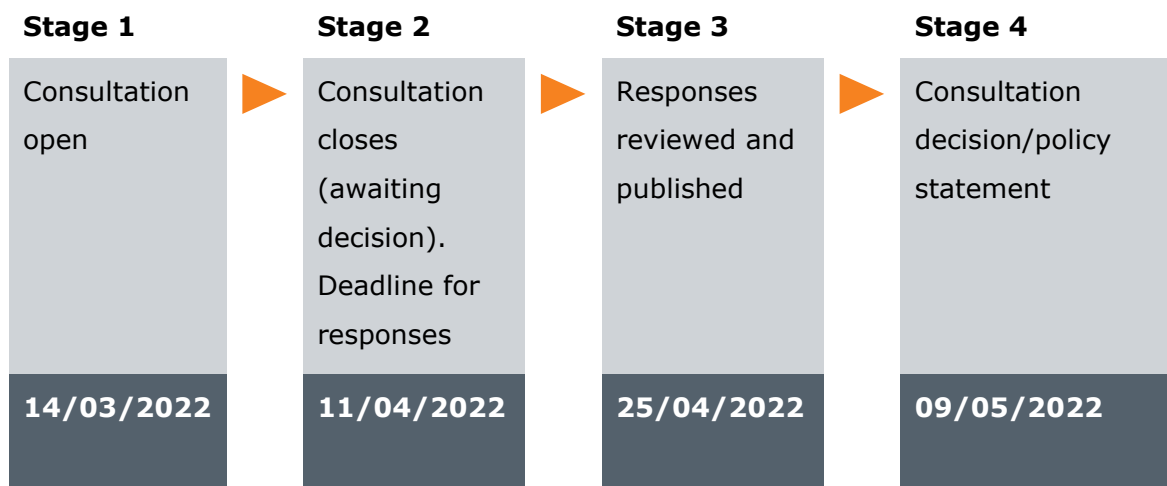 Stage 1
Consultation
open
14/03/2022
Stage 2
Consultation
closes
(awaiting
decision).
Deadline for
responses
11/04/2022
Stage 3
Responses
reviewed and
published
25/04/2022
Stage 4
Consultation
decision/policy
statement
09/05/2022